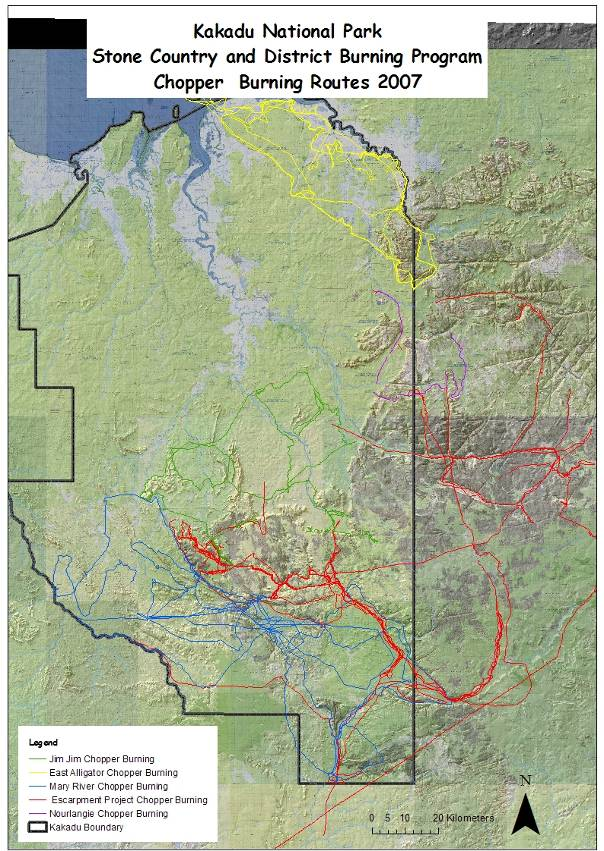 Kakadu National Park
Stone Country and District Burning Program
Chopper Burning Routes 2007
Legend
Jim Jim Chopper Burning
East Alligator Chopper Burning
Mary River Chopper Burning
Escarpment Project Chopper Burning
Nourlangie Chopper Burning
Kakadu Boundary
N
0 5 10 20 Kilometers